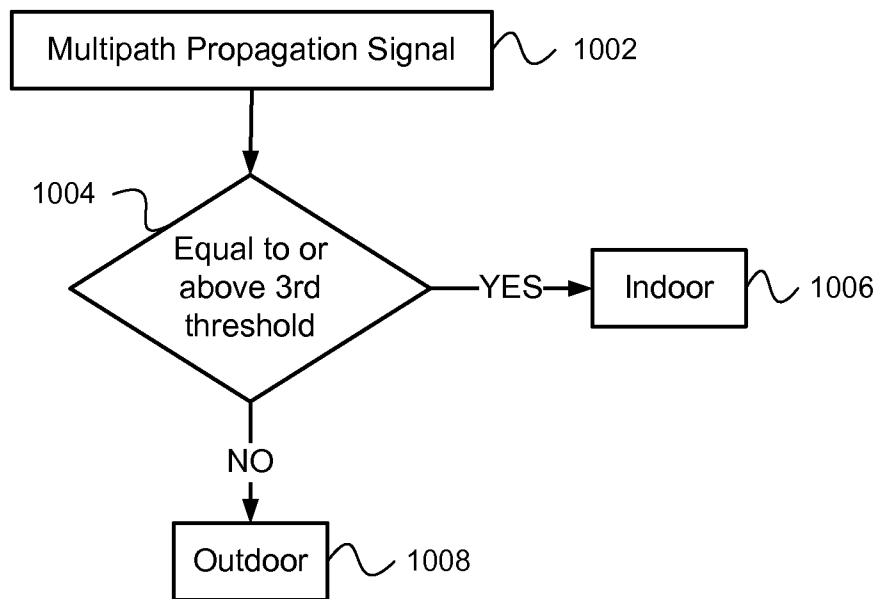 Multipath Propagation Signal
1002
1004
Equal to or
above 3rd
threshold
YES
Indoor
1006
NO
Outdoor
1008